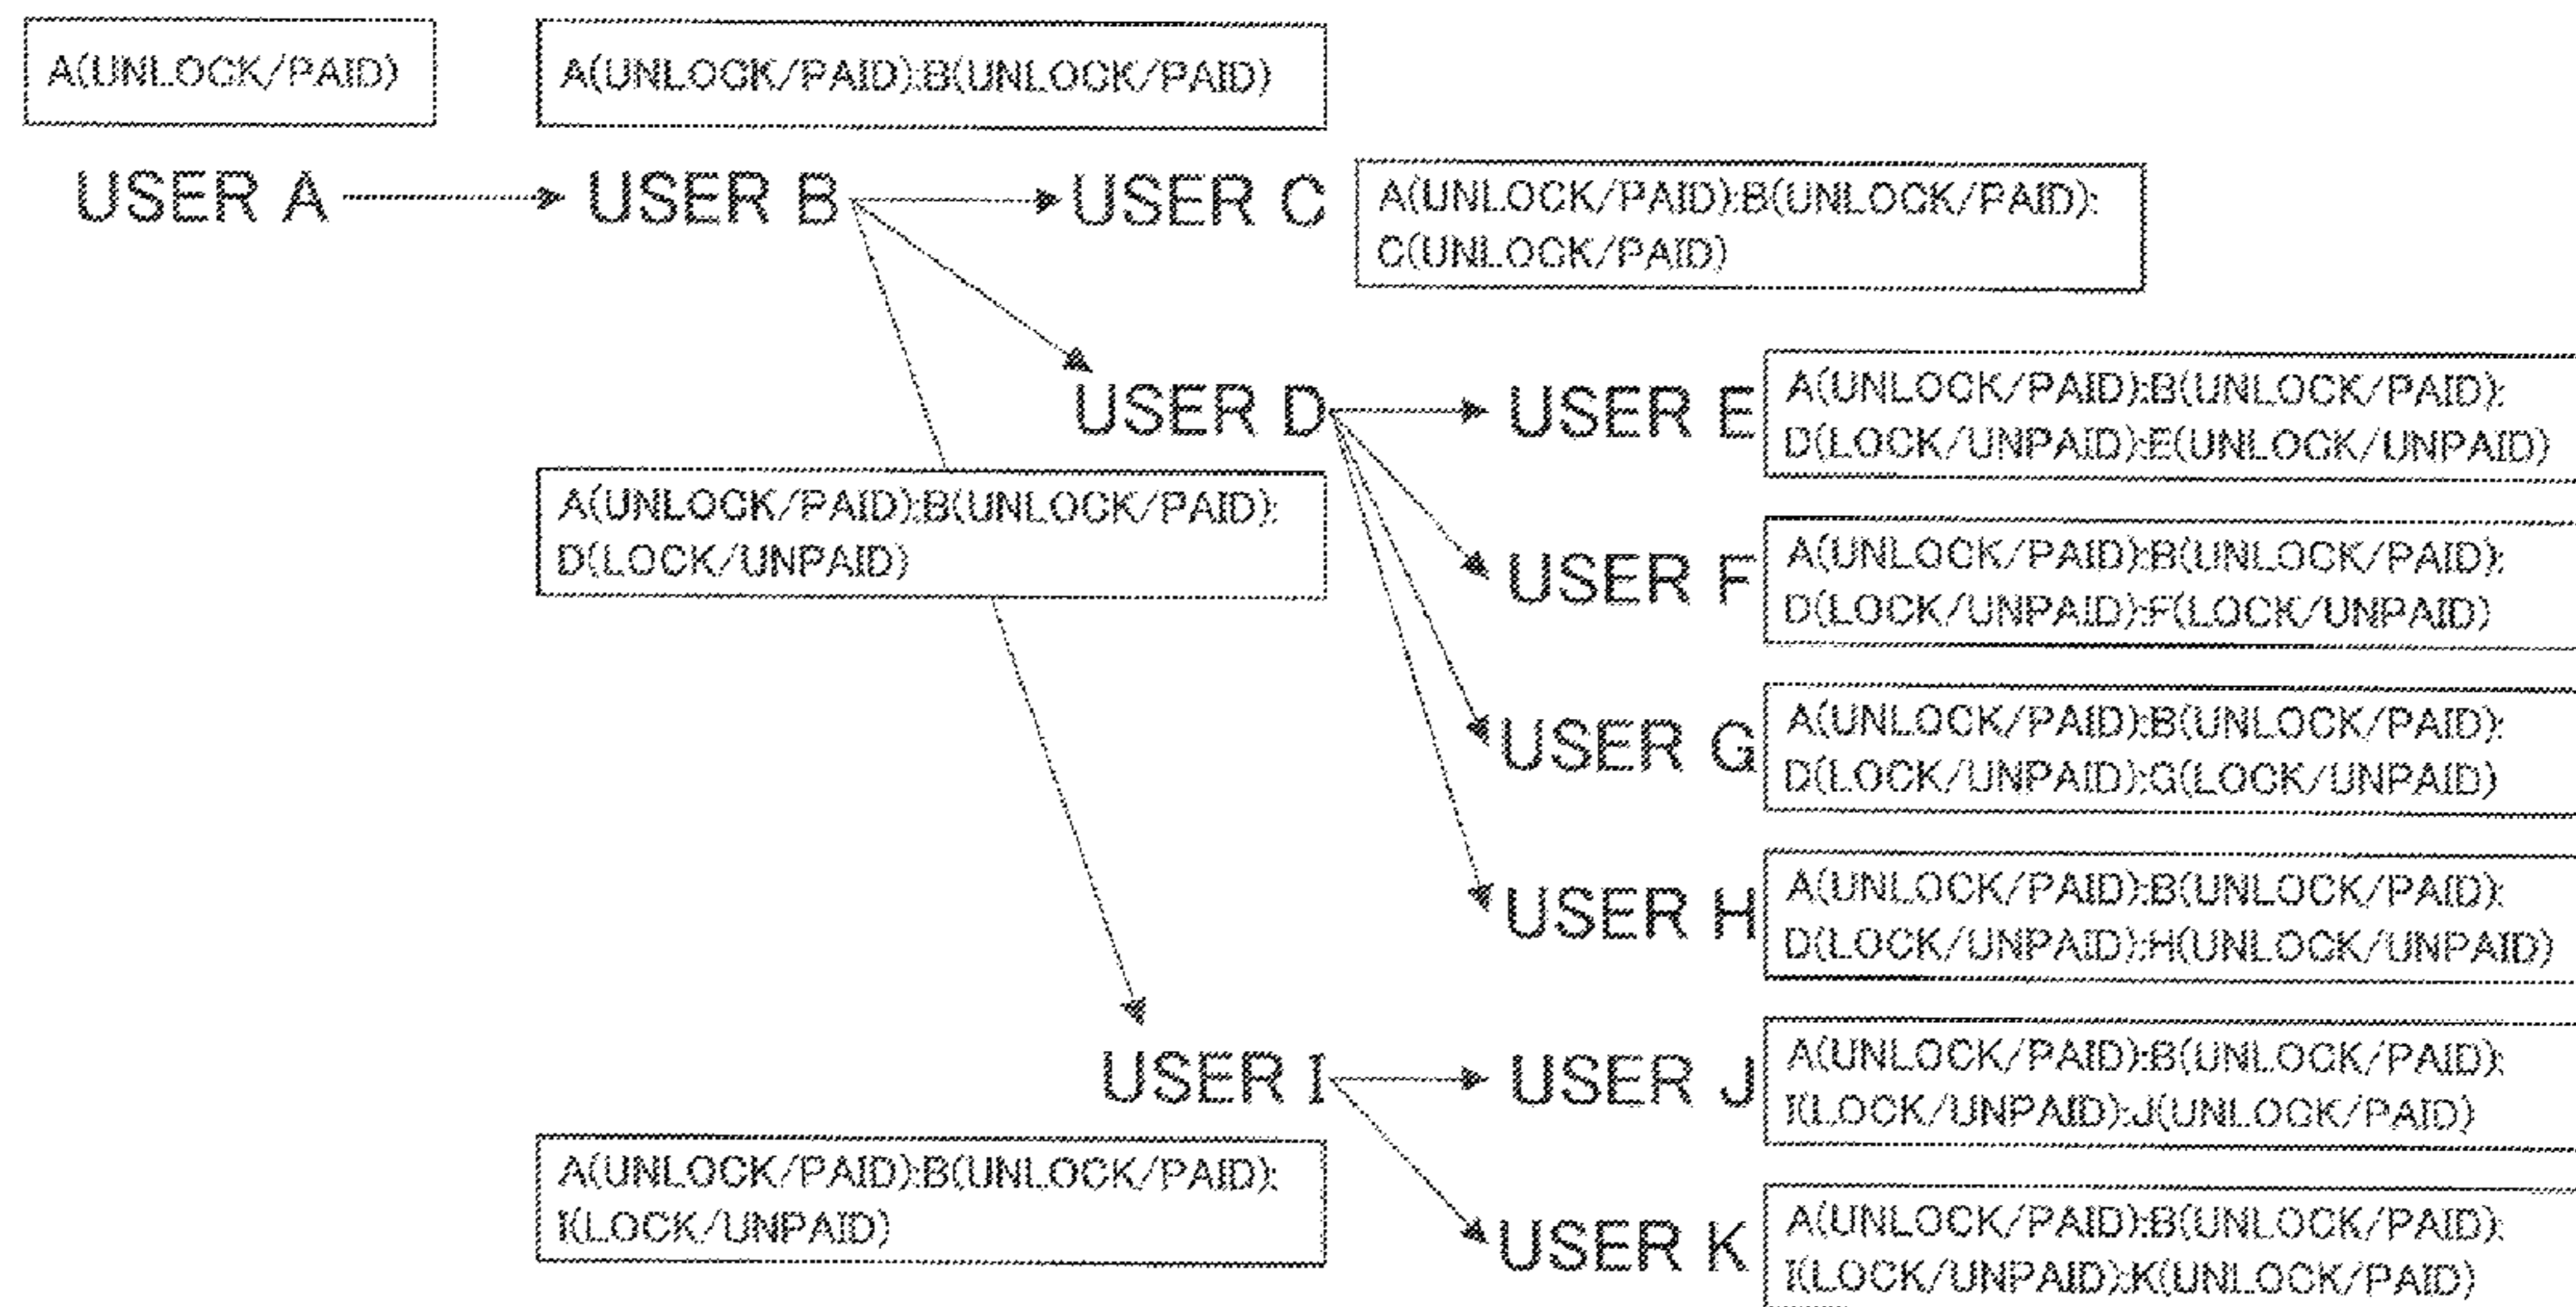 A(UNLOCK/PAID)
A(UNLOCK/PAID):B(UNLOCK/PAID)
USER A
USER B
USER C
A(UNLOCK/PAID):B(UNLOCK/PAID):
C(UNLOCK/PAID)
USER D
USER E
A(UNLOCK/PAID):B(UNLOCK/PAID):
D(LOCK/UNPAID):E(UNLOCK/UNPAID)
A(UNLOCK/PAID):B(UNLOCK/PAID):
D(LOCK/UNPAID)
USER F
A(UNLOCK/PAID):B(UNLOCK/PAID):
D(LOCK/UNPAID):F(LOCK/UNPAID)
USER G
A(UNLOCK/PAID):B(UNLOCK/PAID):
D(LOCK/UNPAID):G(LOCK/UNPAID)
USER H
A(UNLOCK/PAID):B(UNLOCK/PAID):
D(LOCK/UNPAID):H(UNLOCK/UNPAID)
USER I
USER J
A(UNLOCK/PAID):B(UNLOCK/PAID):
I(LOCK/UNPAID):J(UNLOCK/PAID)
A(UNLOCK/PAID):B(UNLOCK/PAID):
I(LOCK/UNPAID)
USER K
A(UNLOCK/PAID):B(UNLOCK/PAID):
I(LOCK/UNPAID):K(UNLOCK/PAID)